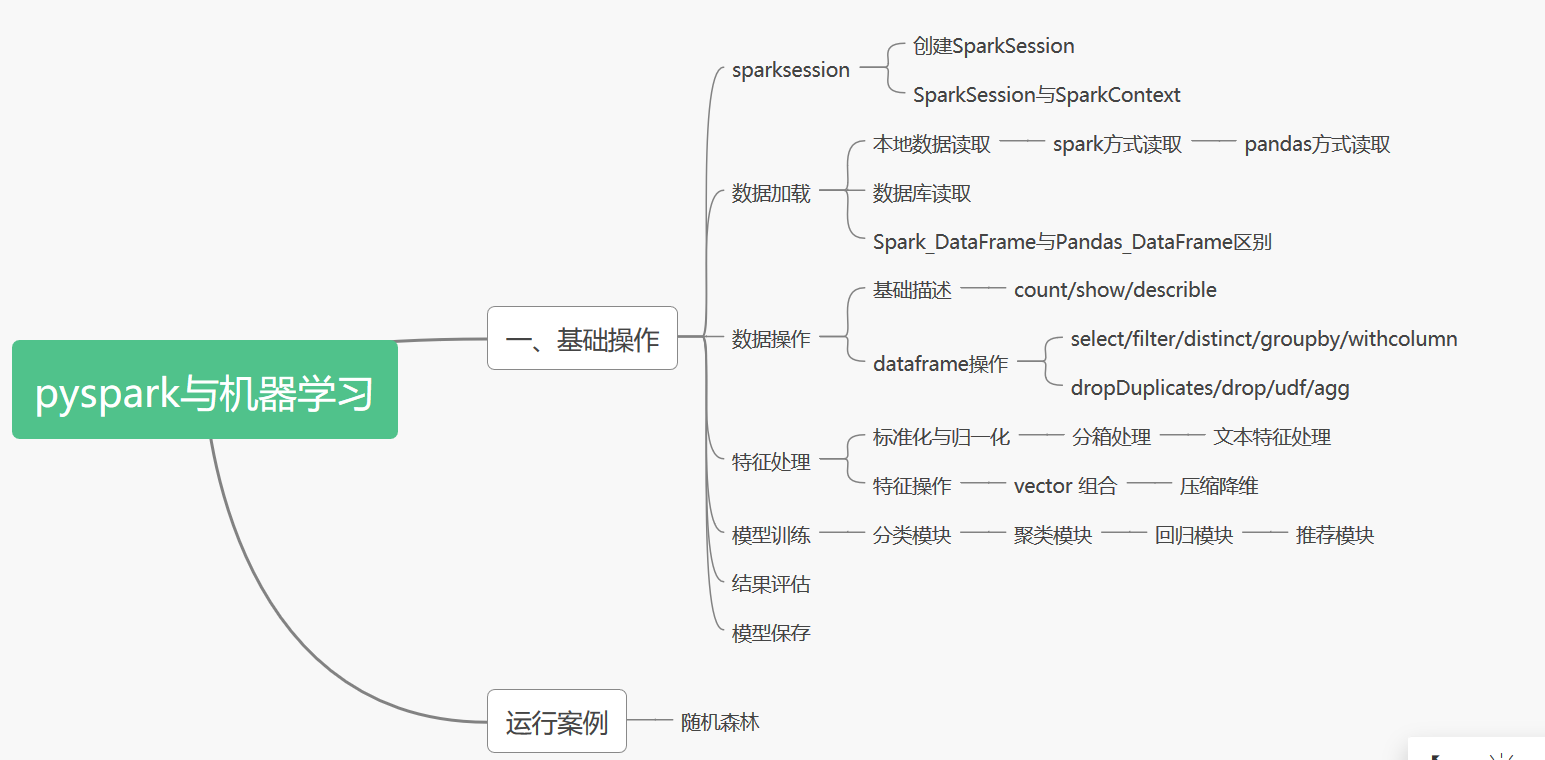 pyspark与机器学习
一、基础操作
sparksession
创建SparkSession
SparkSession与SparkContext
数据加载
本地数据读取
spark方式读取
pandas方式读取
数据库读取
Spark_DataFrame与Pandas_DataFrame区别
数据操作
基础描述
count/show/describle
dataframe操作
select/filter/distinct/groupby/withcolumn
dropDuplicates/drop/udf/agg
特征处理
标准化与归一化
分箱处理
文本特征处理
特征操作
vector 组合
压缩降维
模型训练
分类模块
聚类模块
回归模块
推荐模块
结果评估
模型保存
运行案例
随机森林